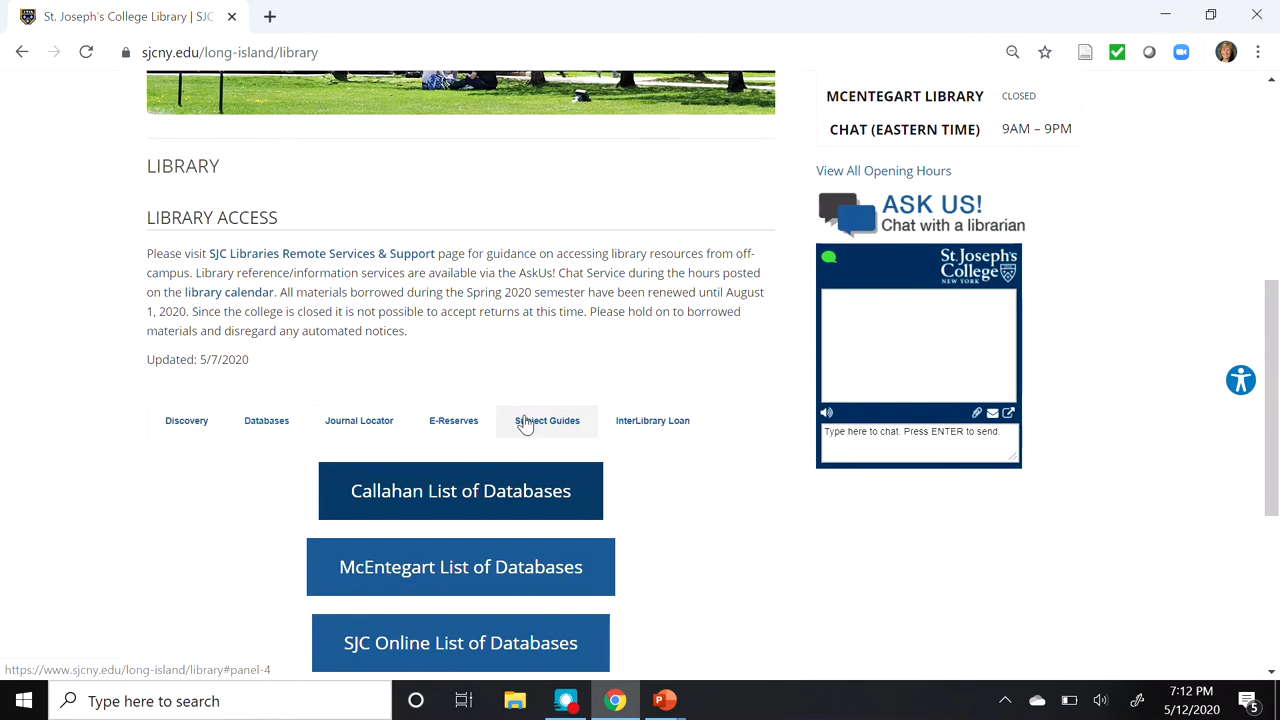 St. Joseph's College Library | SJC
sjcny.edu/long-island/library
MCENTEGART LIBRARY CLOSED
CHAT (EASTERN TIME) 9AM – 9PM
View All Opening Hours
ASK US!
Chat with a librarian
St. Joseph's
College
NEW YORK
Type here to chat. Press ENTER to send.
LIBRARY
LIBRARY ACCESS
Please visit SJC Libraries Remote Services & Support page for guidance on accessing library resources from off-
campus. Library reference/information services are available via the AskUs! Chat Service during the hours posted
on the library calendar. All materials borrowed during the Spring 2020 semester have been renewed until August
1, 2020. Since the college is closed it is not possible to accept returns at this time. Please hold on to borrowed
materials and disregard any automated notices.
Updated: 5/7/2020
Discovery Databases Journal Locator E-Reserves Subject Guides InterLibrary Loan
Callahan List of Databases
McEntegart List of Databases
SJC Online List of Databases
https://www.sjcny.edu/long-island/library#panel-4
Type here to search
7:12 PM
5/12/2020
5